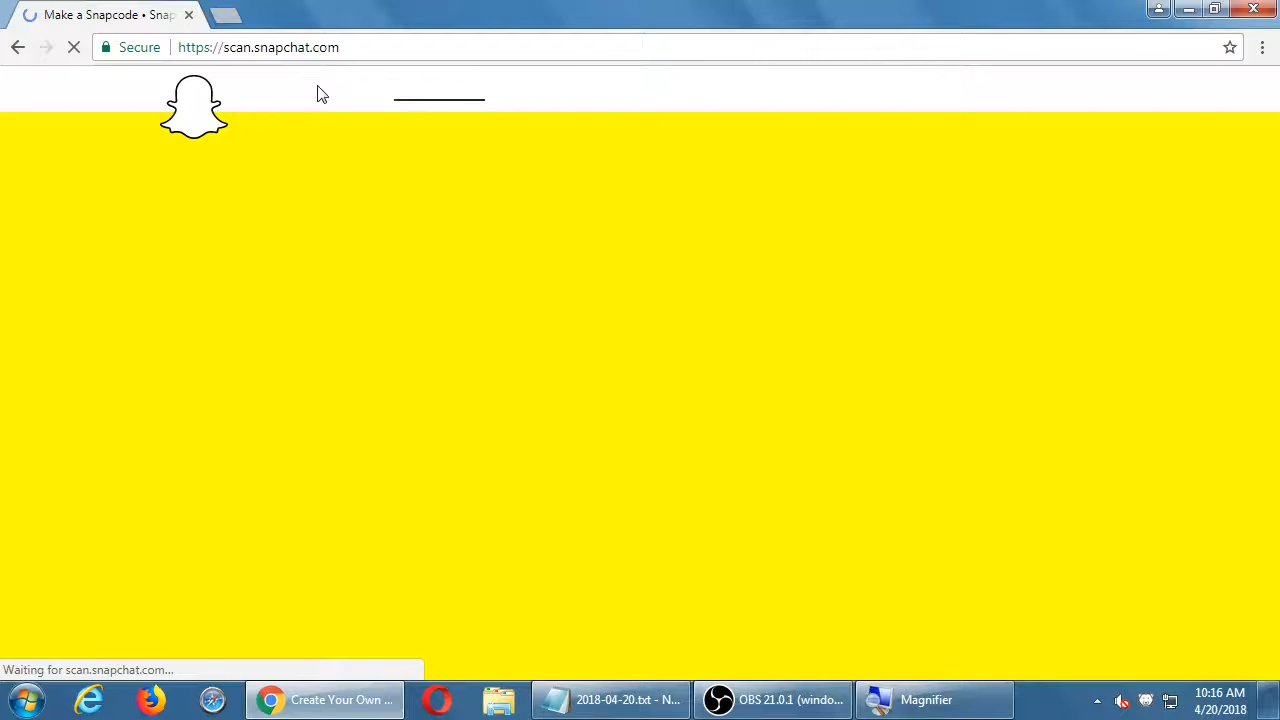 Make a Snapcode • Snap
Secure
https://scan.snapchat.com
Waiting for scan.snapchat.com...
Create Your Own ...
2018-04-20.txt - N...
OBS 21.0.1 (windo...
Magnifier
10:16 AM
4/20/2018